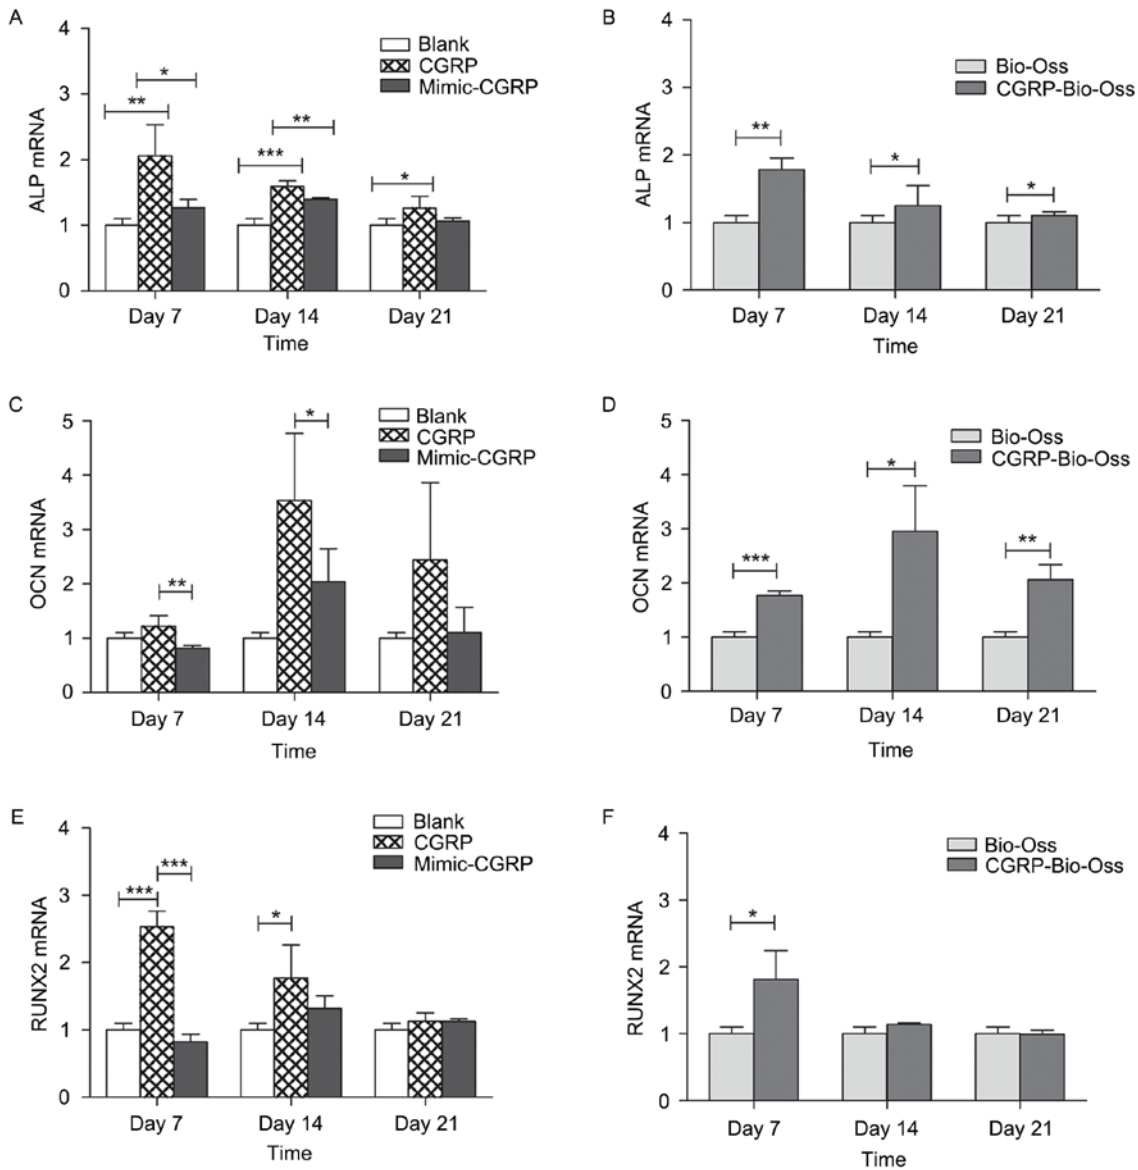 A
ALP mRNA
4
3
2
1
0
Blank
CGRP
Mimic-CGRP
*
**
**
***
*
Day 7
Day 14
Day 21
Time
B
ALP mRNA
4
3
2
1
0
Bio-Oss
CGRP-Bio-Oss
**
*
*
Day 7
Day 14
Day 21
Time
C
OCN mRNA
5
4
3
2
1
0
Blank
CGRP
Mimic-CGRP
*
**
Day 7
Day 14
Day 21
Time
D
OCN mRNA
5
4
3
2
1
0
Bio-Oss
CGRP-Bio-Oss
*
***
**
Day 7
Day 14
Day 21
Time
E
RUNX2 mRNA
4
3
2
1
0
Blank
CGRP
Mimic-CGRP
***
***
*
Day 7
Day 14
Day 21
Time
F
RUNX2 mRNA
4
3
2
1
0
Bio-Oss
CGRP-Bio-Oss
*
Day 7
Day 14
Day 21
Time